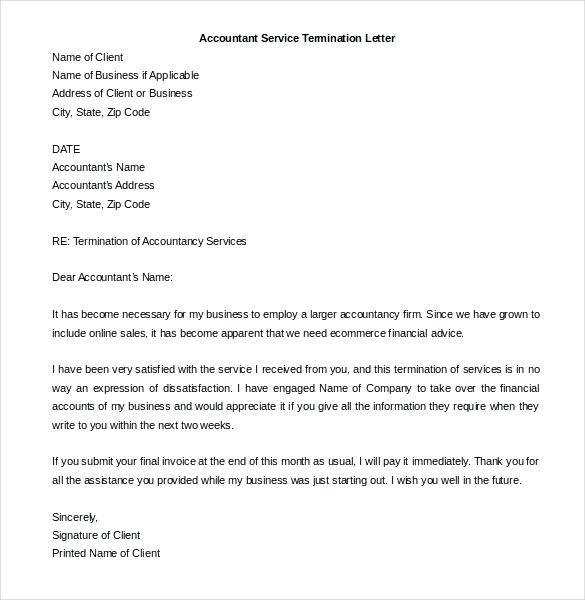 Accountant Service Termination Letter
Name of Client
Name of Business if Applicable
Address of Client or Business
City, State, Zip Code
DATE
Accountant's Name
Accountant's Address
City, State, Zip Code
RE: Termination of Accountancy Services
Dear Accountant's Name:
It has become necessary for my business to employ a larger accountancy firm. Since we have grown to
include online sales, it has become apparent that we need ecommerce financial advice.
I have been very satisfied with the service I received from you, and this termination of services is in no
way an expression of dissatisfaction. I have engaged Name of Company to take over the financial
accounts of my business and would appreciate it if you give all the information they require when they
write to you within the next two weeks.
If you submit your final invoice at the end of this month as usual, I will pay it immediately. Thank you for
all the assistance you provided while my business was just starting out. I wish you well in the future.
Sincerely,
Signature of Client
Printed Name of Client